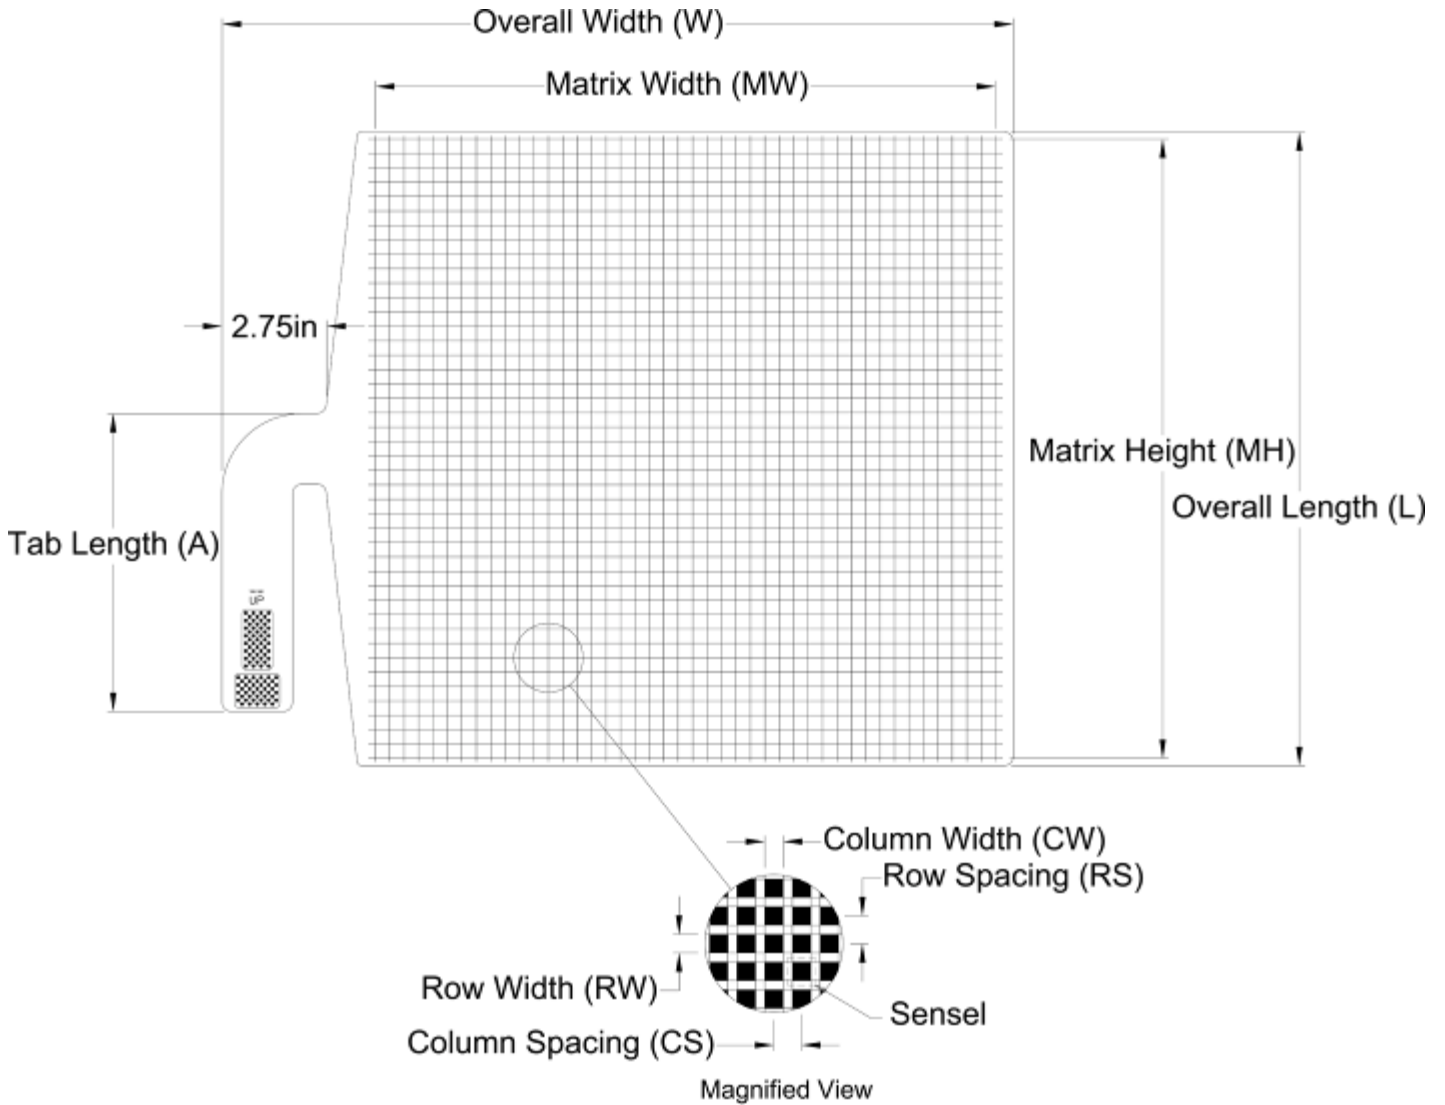 Overall Width (W)
Matrix Width (MW)
2.75in
Matrix Height (MH)
Overall Length (L)
Tab Length (A)
UP
Column Width (CW)
Row Spacing (RS)
Row Width (RW)
Sensel
Column Spacing (CS)
Magnified View